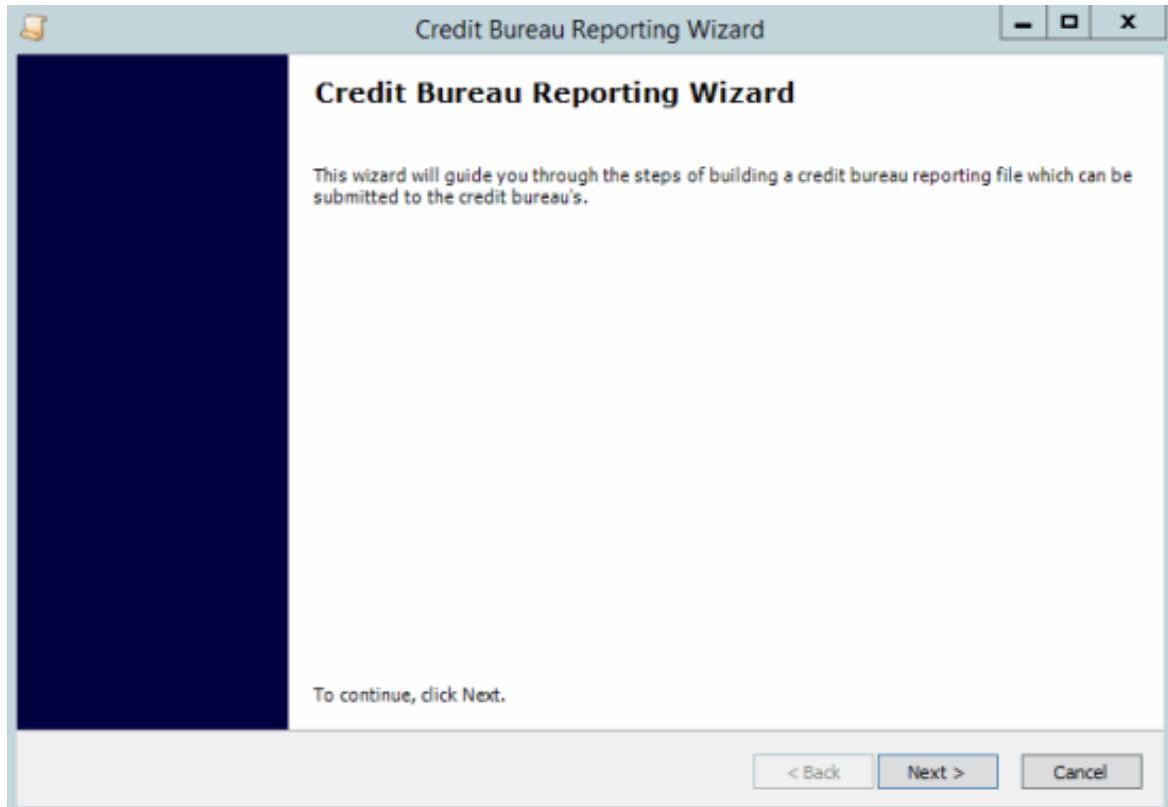 Credit Bureau Reporting Wizard
Credit Bureau Reporting Wizard
This wizard will guide you through the steps of building a credit bureau reporting file which can be
submitted to the credit bureau's.
To continue, click Next.
< Back Next > Cancel